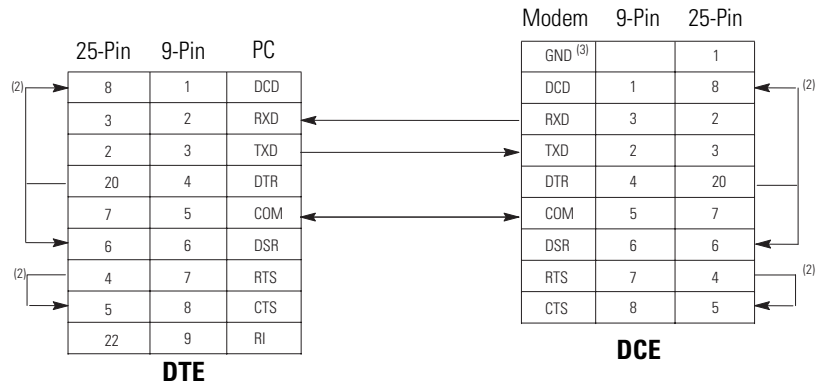 Modem 9-Pin 25-Pin
GND (3) 1
DCD 1 8
RXD 3 2
TXD 2 3
DTR 4 20
COM 5 7
DSR 6 6
RTS 7 4
CTS 8 5
(2)
(2)
DCE
25-Pin 9-Pin PC
(2)
8 1 DCD
3 2 RXD
2 3 TXD
20 4 DTR
7 5 COM
6 6 DSR
(2)
4 7 RTS
5 8 CTS
22 9 RI
DTE